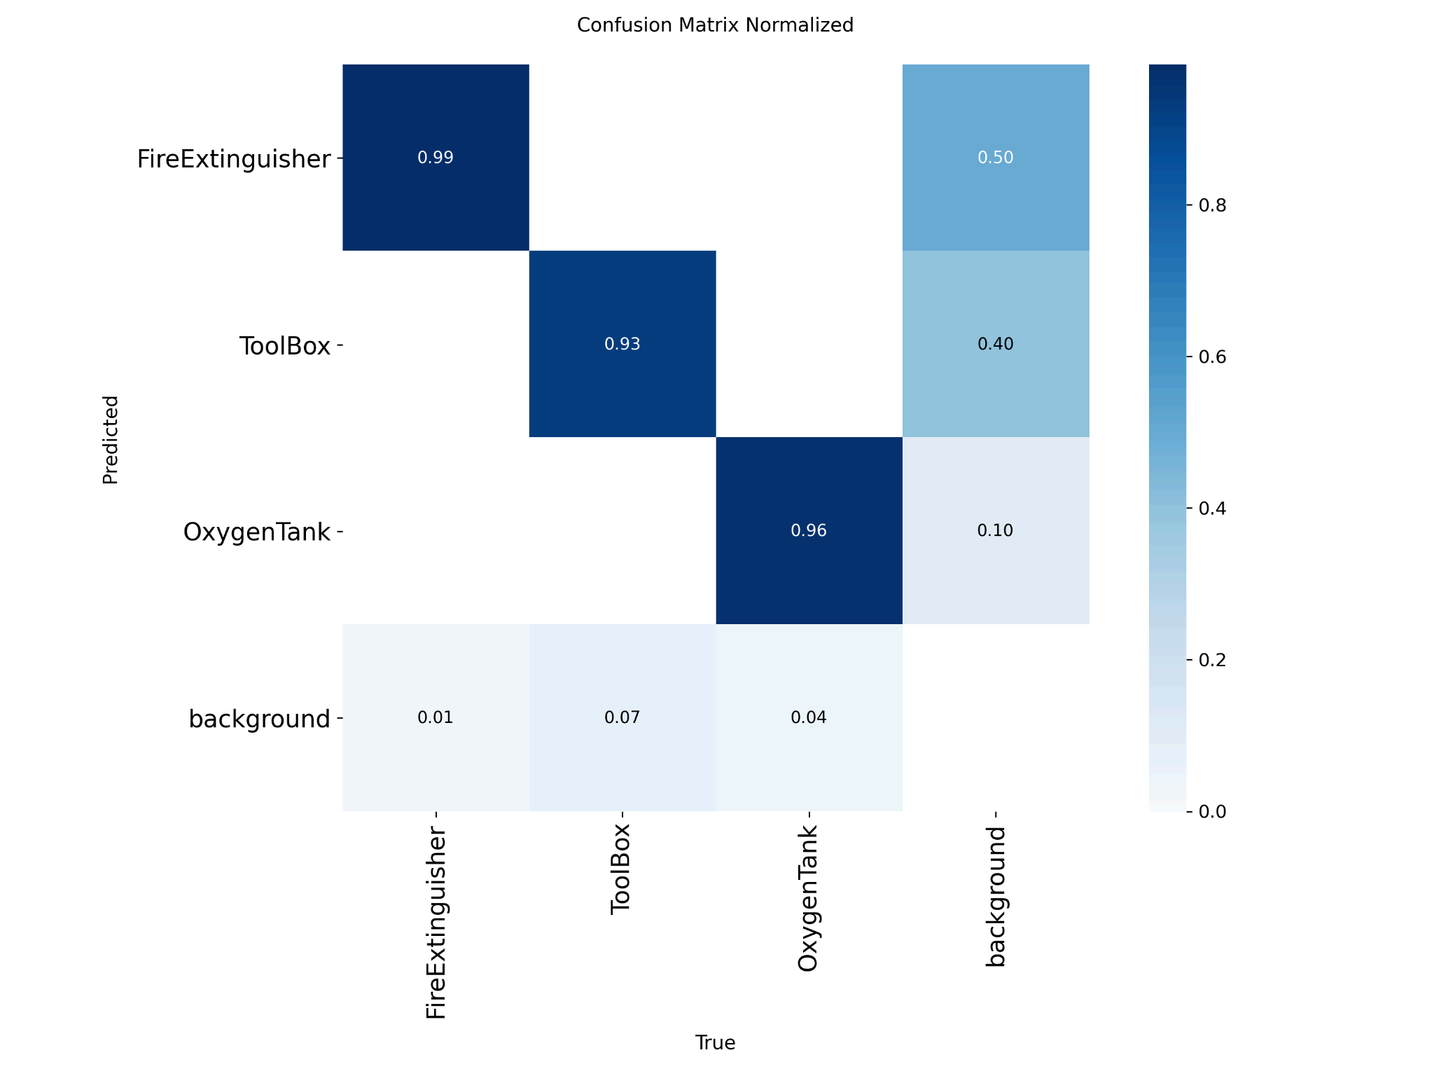 Confusion Matrix Normalized
FireExtinguisher
0.99
0.50
ToolBox
0.93
0.40
OxygenTank
0.96
0.10
background
0.01
0.07
0.04
Predicted
FireExtinguisher
ToolBox
OxygenTank
background
True
0.8
0.6
0.4
0.2
0.0